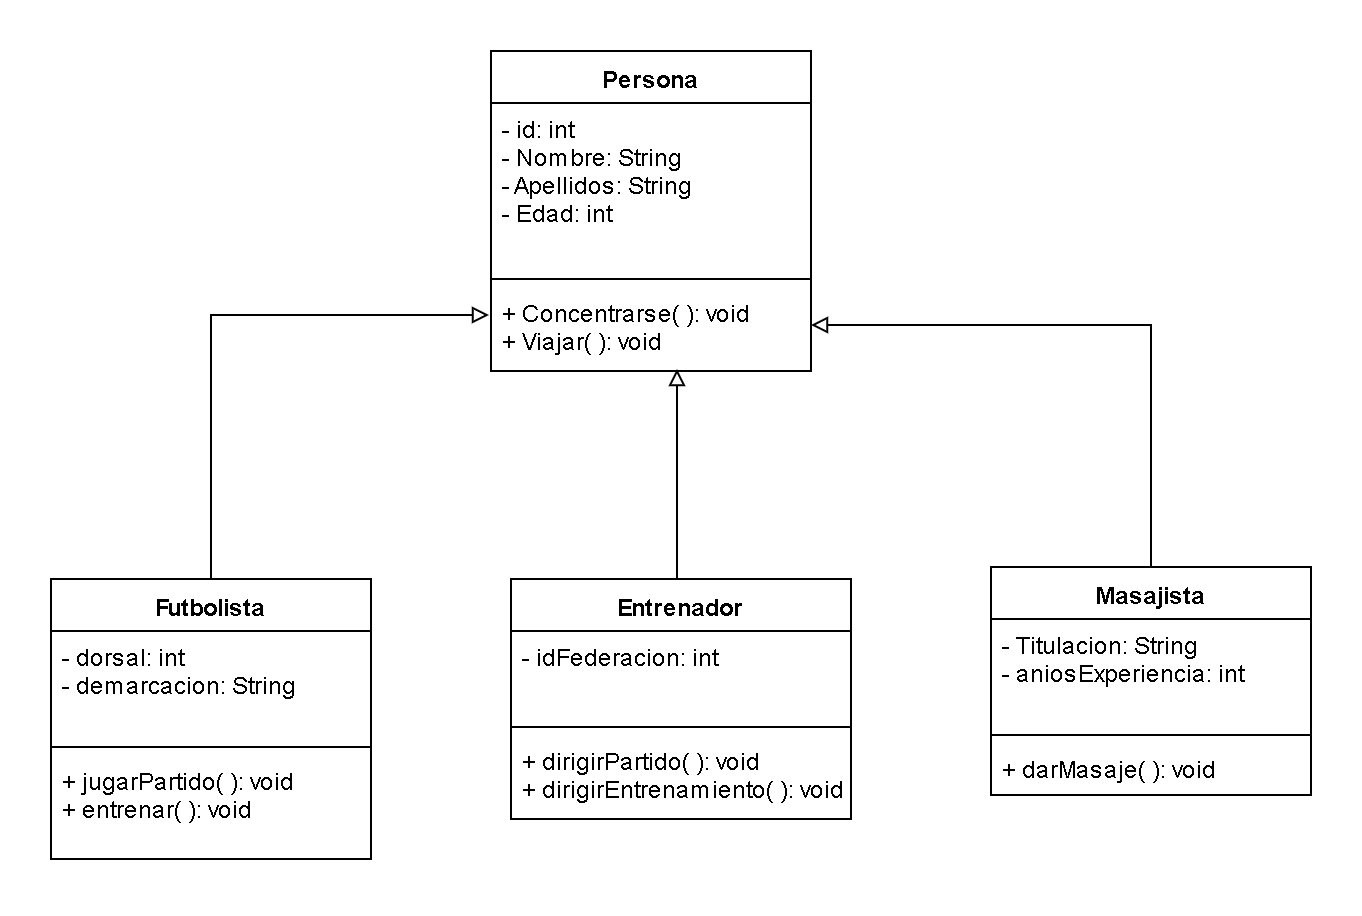 Persona
- id: int
- Nombre: String
- Apellidos: String
- Edad: int
+ Concentrarse( ): void
+ Viajar( ): void
Futbolista
- dorsal: int
- demarcacion: String
+ jugarPartido( ): void
+ entrenar( ): void
Entrenador
- idFederacion: int
+ dirigirPartido( ): void
+ dirigirEntrenamiento( ): void
Masajista
- Titulacion: String
- aniosExperiencia: int
+ darMasaje( ): void